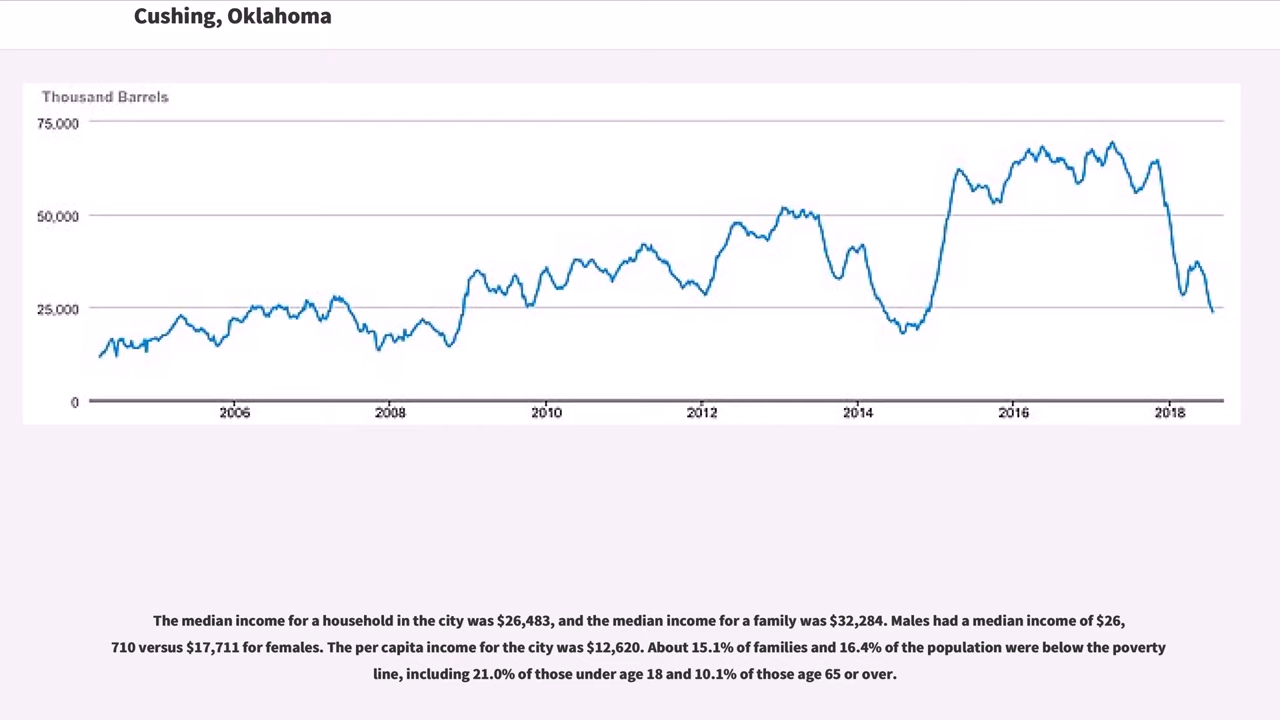 Cushing, Oklahoma
Thousand Barrels
75,000
50,000
25,000
0
2006 2008 2010 2012 2014 2016 2018
The median income for a household in the city was $26,483, and the median income for a family was $32,284. Males had a median income of $26,
710 versus $17,711 for females. The per capita income for the city was $12,620. About 15.1% of families and 16.4% of the population were below the poverty
line, including 21.0% of those under age 18 and 10.1% of those age 65 or over.